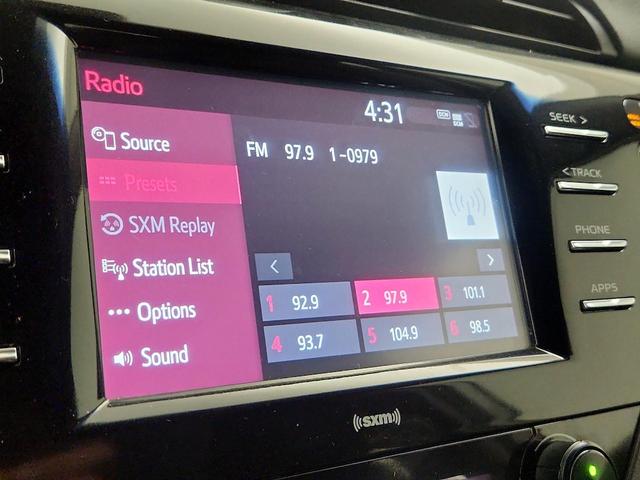 Radio
4:31
DCM
DCM
Source
Presets
SXM Replay
Station List
Options
Sound
FM 97.9 1-0979
1 92.9
2 97.9
3 101.1
4 93.7
5 104.9
6 98.5
SEEK >
< TRACK
PHONE
APPS
((sxm))